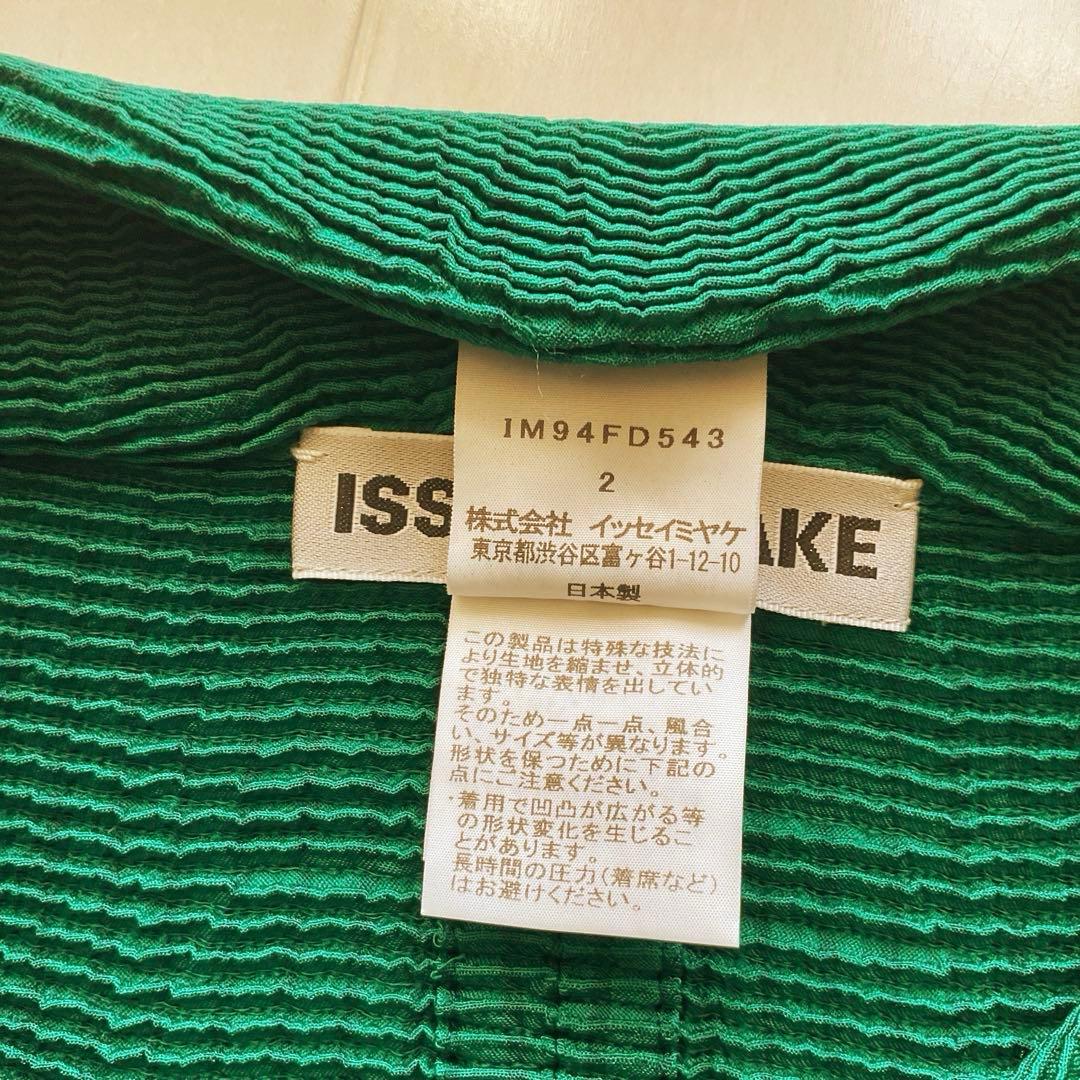 IM94FD543
2
ISS AKE
株式会社 イッセイミヤケ
東京都渋谷区富ヶ谷1-12-10
日本製
この製品は特殊な技法に
より生地を縮ませ、立体的
で独特な表情を出してい
ます。
そのため一点一点、風合
い、サイズ等が異なります。
形状を保つために下記の
点にご注意ください。
*着用で凹凸が広がる等
の形状変化を生じるこ
とがあります。
長時間の圧力(着席など)
はお避けください。